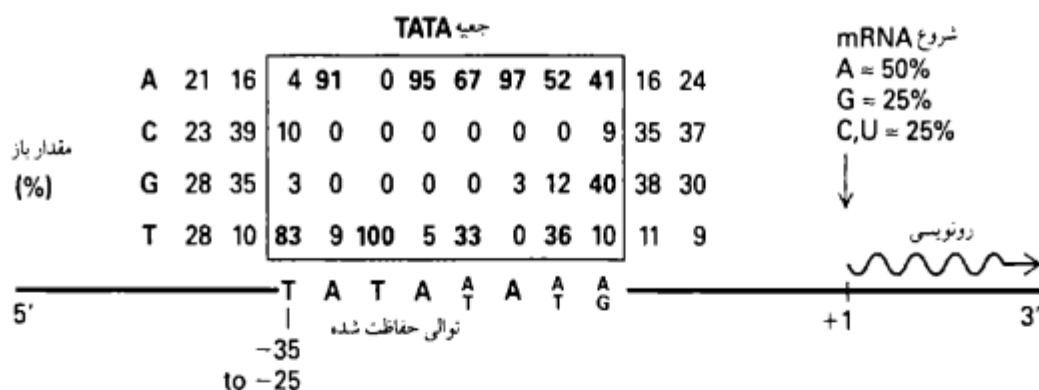 جعبه TATA
شروع mRNA
A ≈ 50%
G ≈ 25%
C,U ≈ 25%
مقدار باز
(%)
A 21 16 4 91 0 95 67 97 52 41 16 24
C 23 39 10 0 0 0 0 0 0 9 35 37
G 28 35 3 0 0 0 0 3 12 40 38 30
T 28 10 83 9 100 5 33 0 36 10 11 9
رونویسی
T A T A A/T A A/T A/G
5′
توالی حفاظت شده
+1
3′
−35
to −25